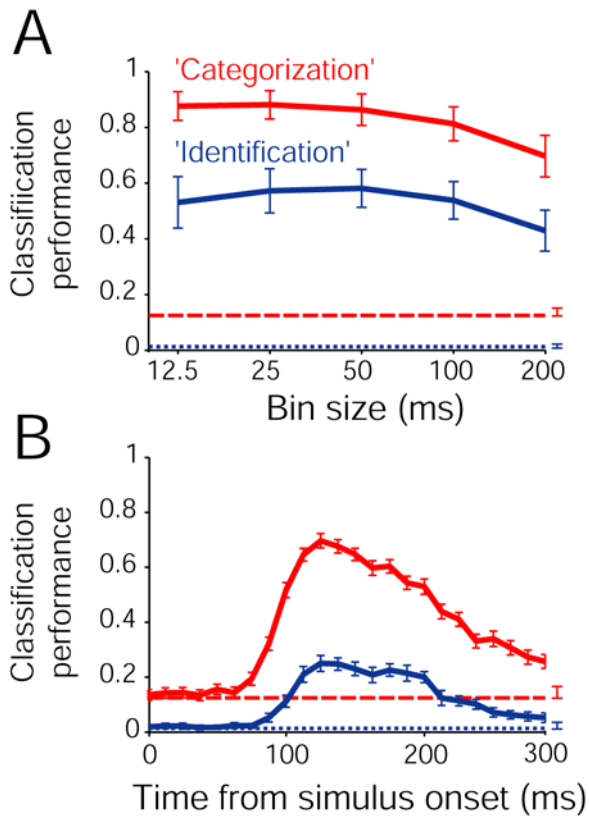 A
'Categorization'
'Identification'
Classifiication
performance
1
0.8
0.6
0.4
0.2
0
12.5 25 50 100 200
Bin size (ms)
B
Classification
performance
1
0.8
0.6
0.4
0.2
0
0 100 200 300
Time from simulus onset (ms)